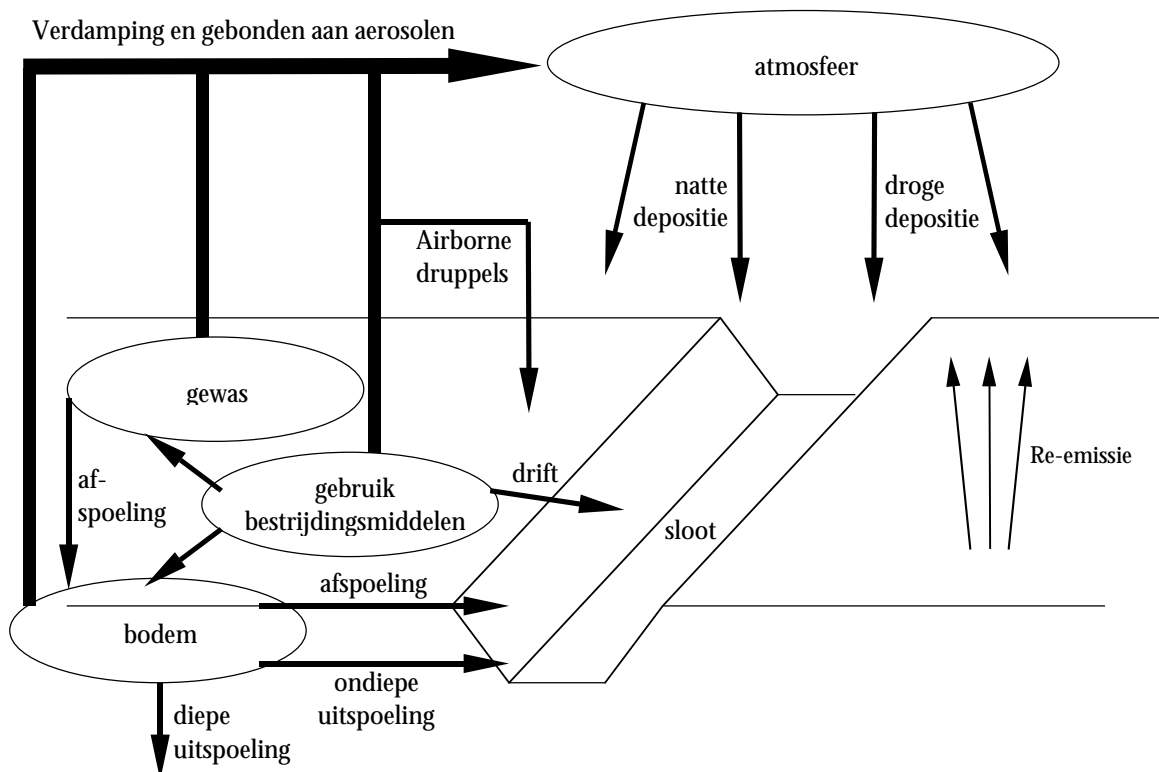 Verdamping en gebonden aan aerosolen
atmosfeer
natte
depositie
droge
depositie
Airborne
druppels
gewas
af-
spoeling
gebruik
bestrijdingsmiddelen
drift
sloot
Re-emissie
afspoeling
bodem
ondiepe
uitspoeling
diepe
uitspoeling